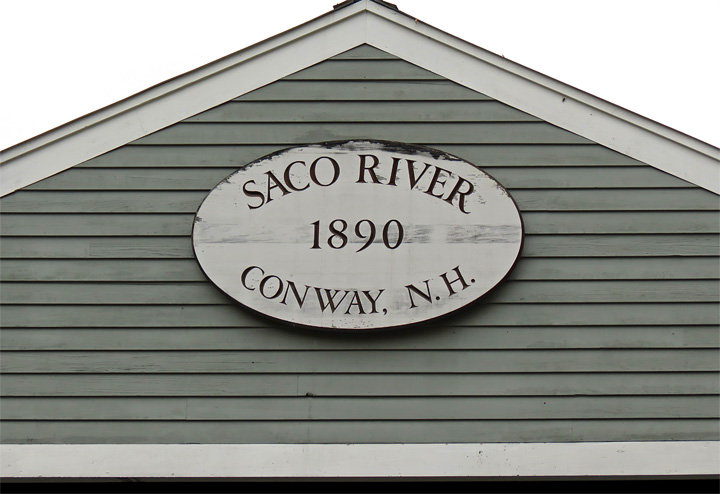 SACO RIVER
1890
CONWAY, N.H.